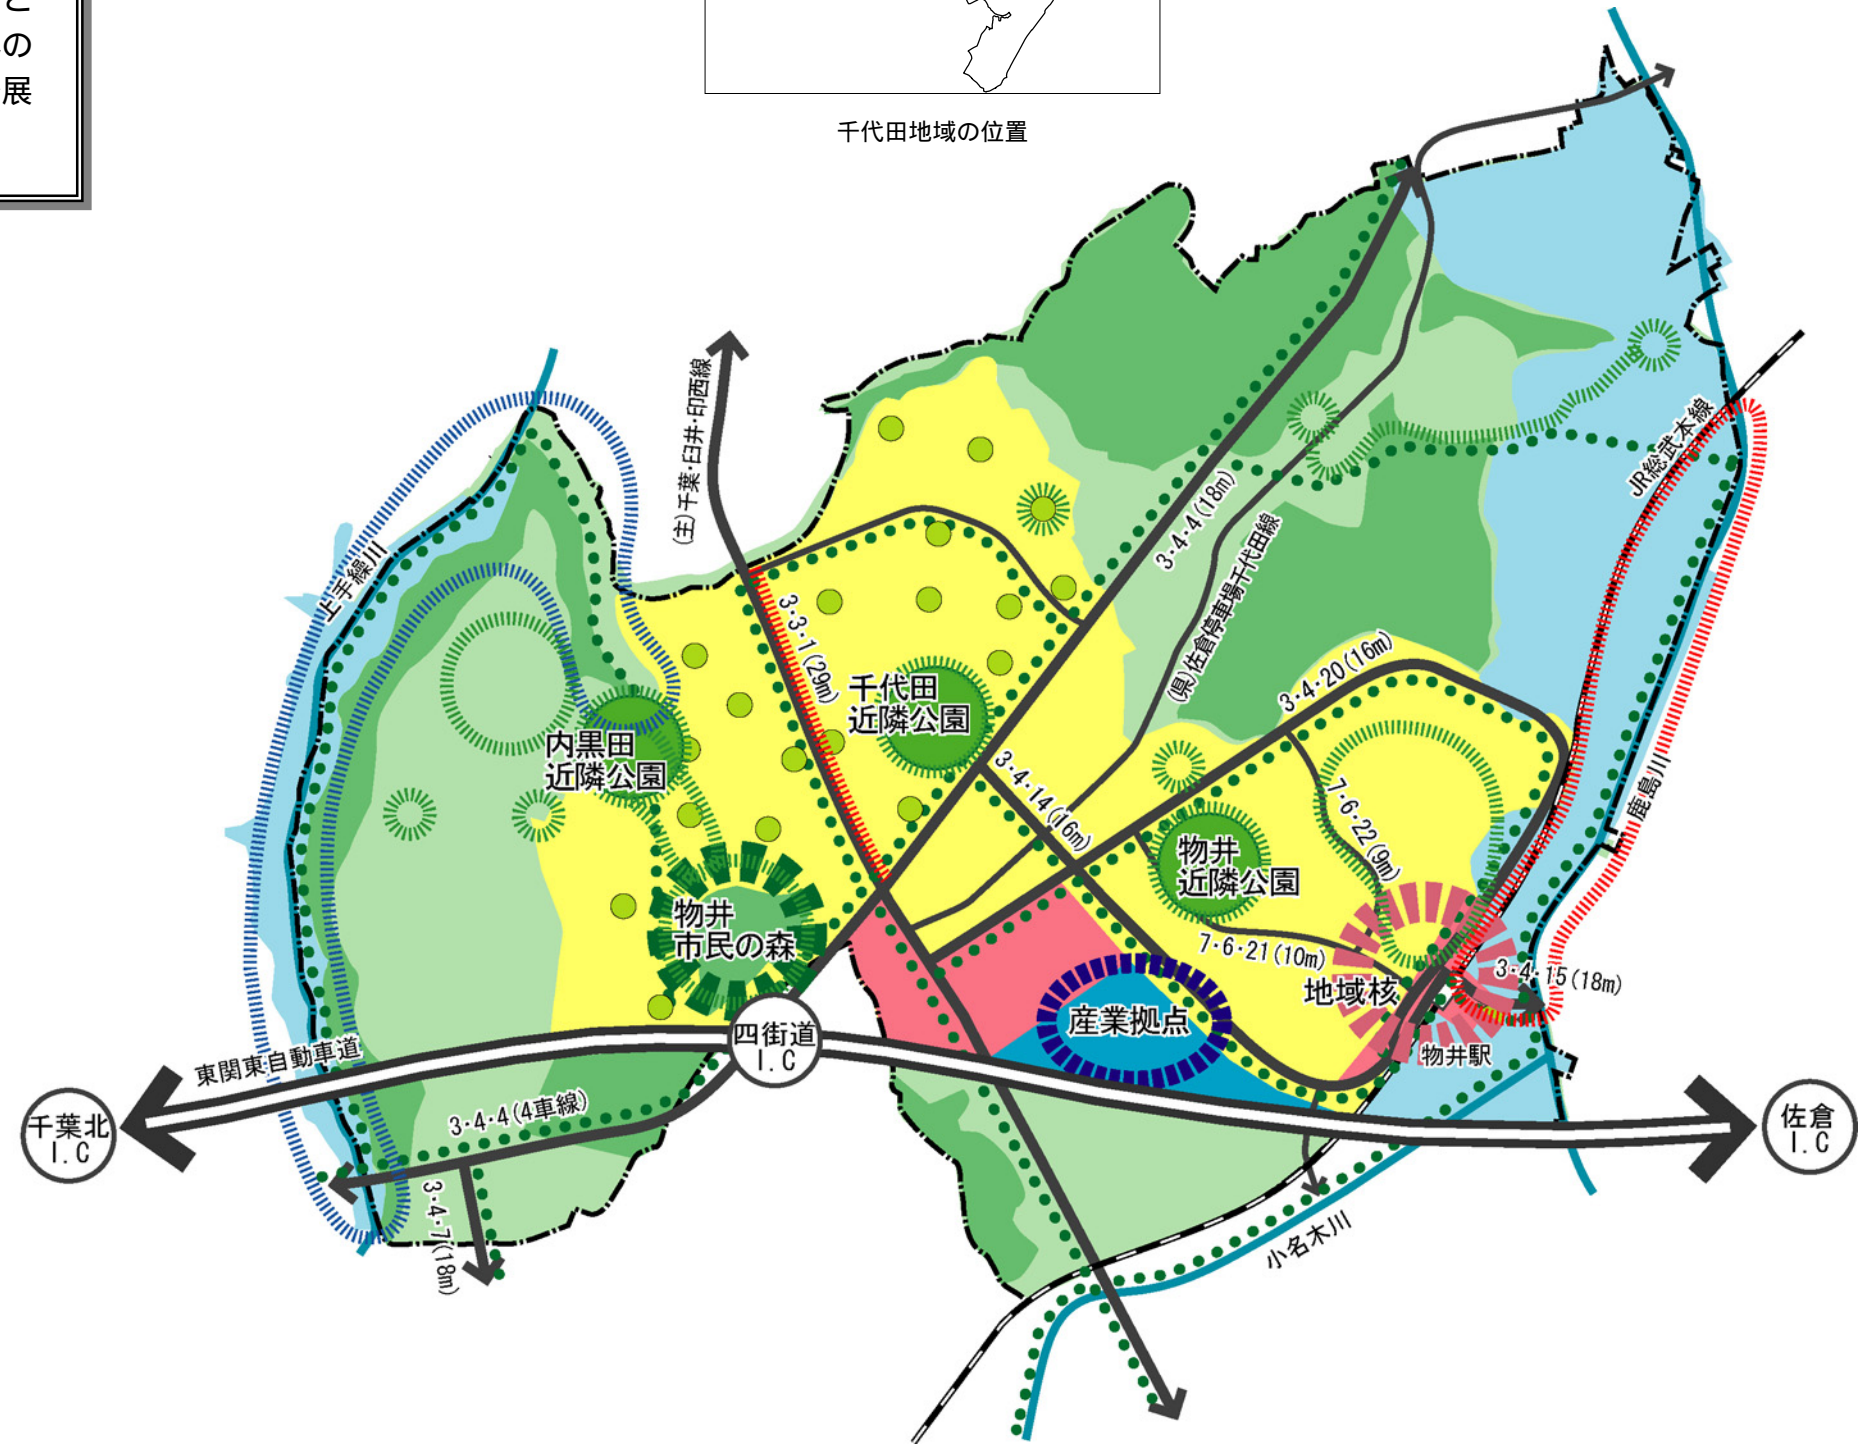 と
の
展
千代田地域の位置
(主)千葉・臼井・印西線
JR総武本線
3・4・4(18m)
(県)佐倉停車場千代田線
上手繰川
3・3・1(29m)
千代田
近隣公園
3・4・20(16m)
内黒田
近隣公園
3・4・14(16m)
7・6・22(9m)
鹿島川
物井
近隣公園
物井
市民の森
7・6・21(10m)
地域核
3・4・15(18m)
産業拠点
四街道
I.C
物井駅
東関東自動車道
千葉北
I.C
3・4・4(4車線)
佐倉
I.C
3・4・7(18m)
小名木川